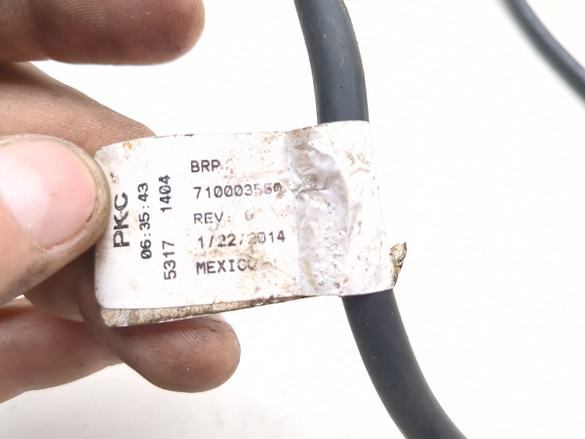 PKC
06:35:43
5317 1404
BRP
710003550
REV: G
1/22/2014
MEXICO